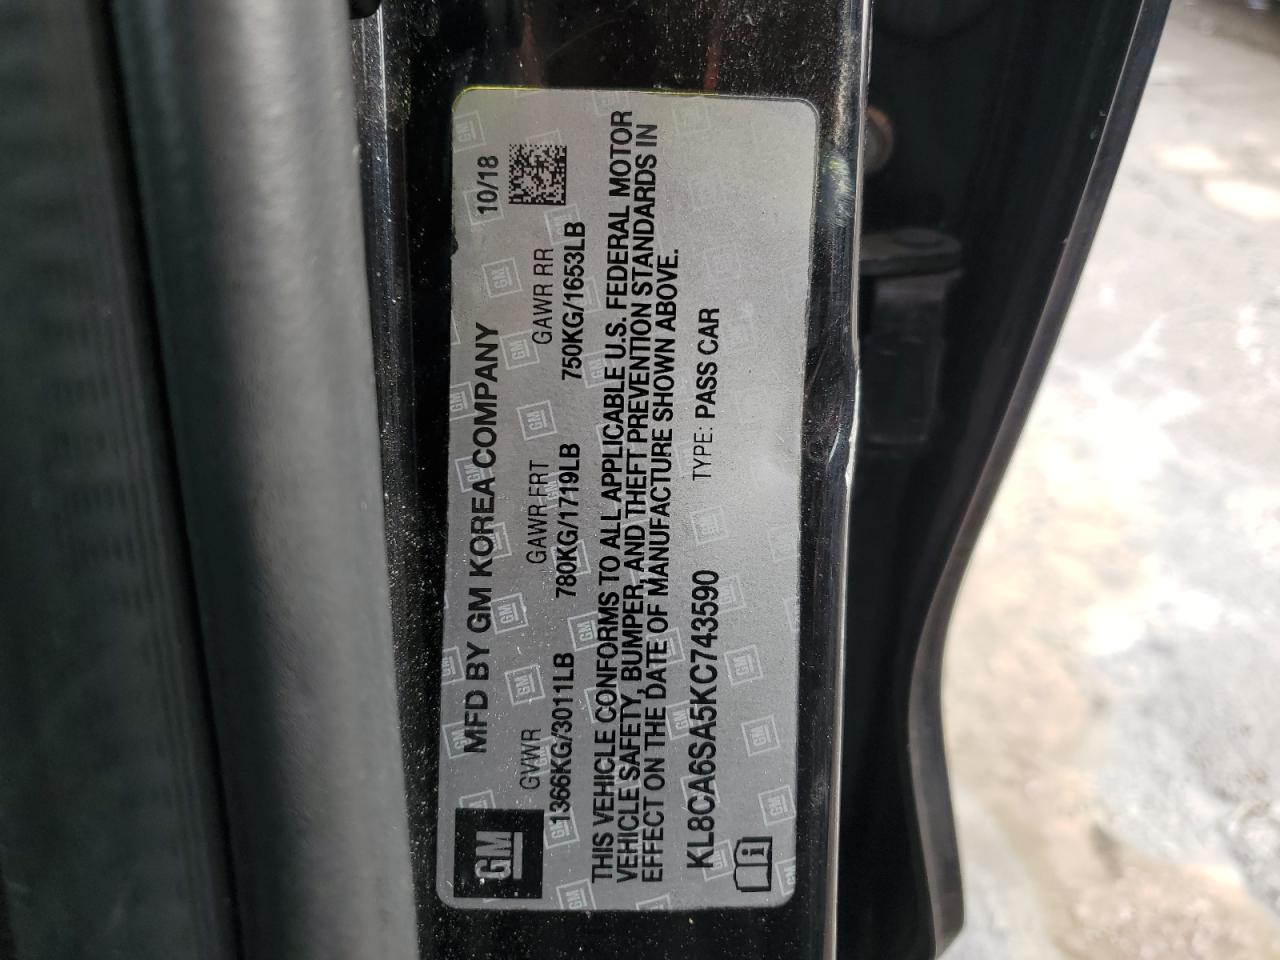 MFD BY GM KOREA COMPANY 10/18
GM
GVWR GAWR FRT GAWR RR
1366KG/3011LB 780KG/1719LB 750KG/1653LB
THIS VEHICLE CONFORMS TO ALL APPLICABLE U.S. FEDERAL MOTOR
VEHICLE SAFETY, BUMPER, AND THEFT PREVENTION STANDARDS IN
EFFECT ON THE DATE OF MANUFACTURE SHOWN ABOVE.
KL8CA6SA5KC743590 TYPE: PASS CAR